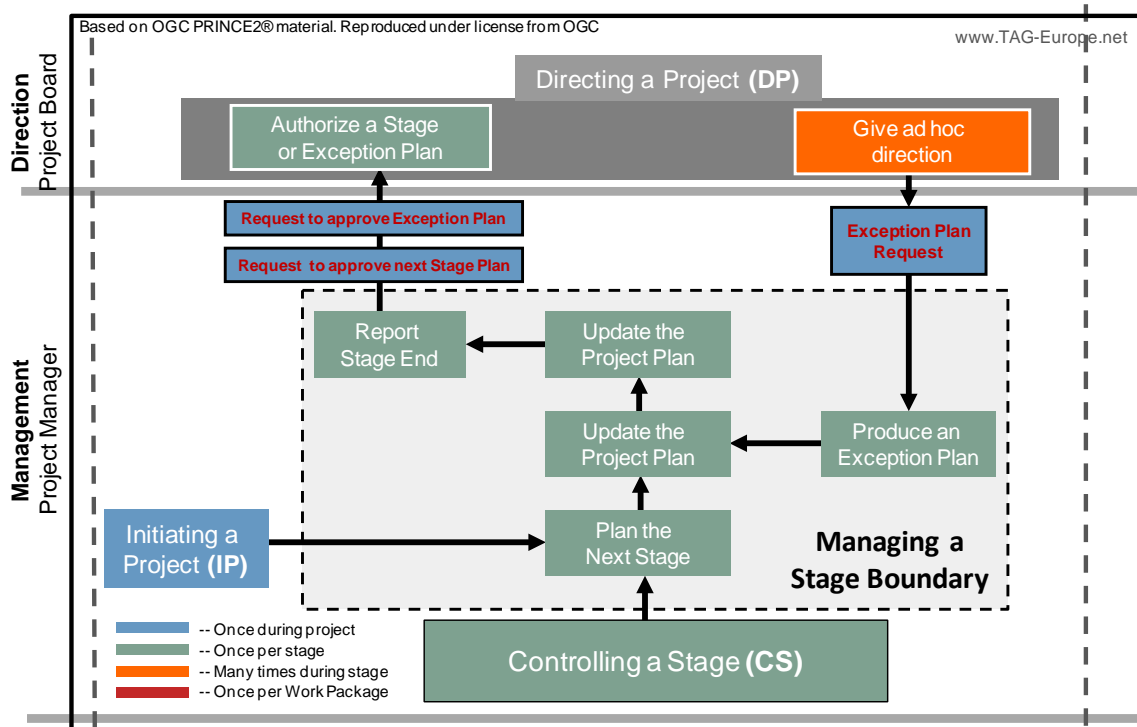 Based on OGC PRINCE2® material. Reproduced under license from OGC
www.TAG-Europe.net
Direction
Project Board
Directing a Project (DP)
Authorize a Stage
or Exception Plan
Give ad hoc
direction
Request to approve Exception Plan
Request to approve next Stage Plan
Exception Plan
Request
Management
Project Manager
Report
Stage End
Update the
Project Plan
Update the
Project Plan
Produce an
Exception Plan
Initiating a
Project (IP)
Plan the
Next Stage
Managing a
Stage Boundary
Controlling a Stage (CS)
-- Once during project
-- Once per stage
-- Many times during stage
-- Once per Work Package